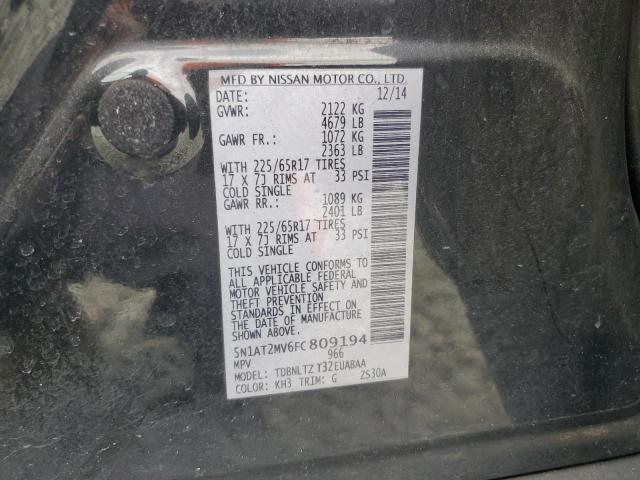 MFD BY NISSAN MOTOR CO., LTD.
DATE: 12/14
GVWR: 2122 KG
4679 LB
GAWR FR.: 1072 KG
2363 LB
WITH 225/65R17 TIRES
17 X 7J RIMS AT 33 PSI
COLD SINGLE
GAWR RR.: 1089 KG
2401 LB
WITH 225/65R17 TIRES
17 X 7J RIMS AT 33 PSI
COLD SINGLE
THIS VEHICLE CONFORMS TO
ALL APPLICABLE FEDERAL
MOTOR VEHICLE SAFETY AND
THEFT PREVENTION
STANDARDS IN EFFECT ON
THE DATE OF MANUFACTURE
SHOWN ABOVE.
5N1AT2MV6FC809194
MPV 966
MODEL: TDBNLTZ T32EUABAA
COLOR: KH3 TRIM: G ZS30A